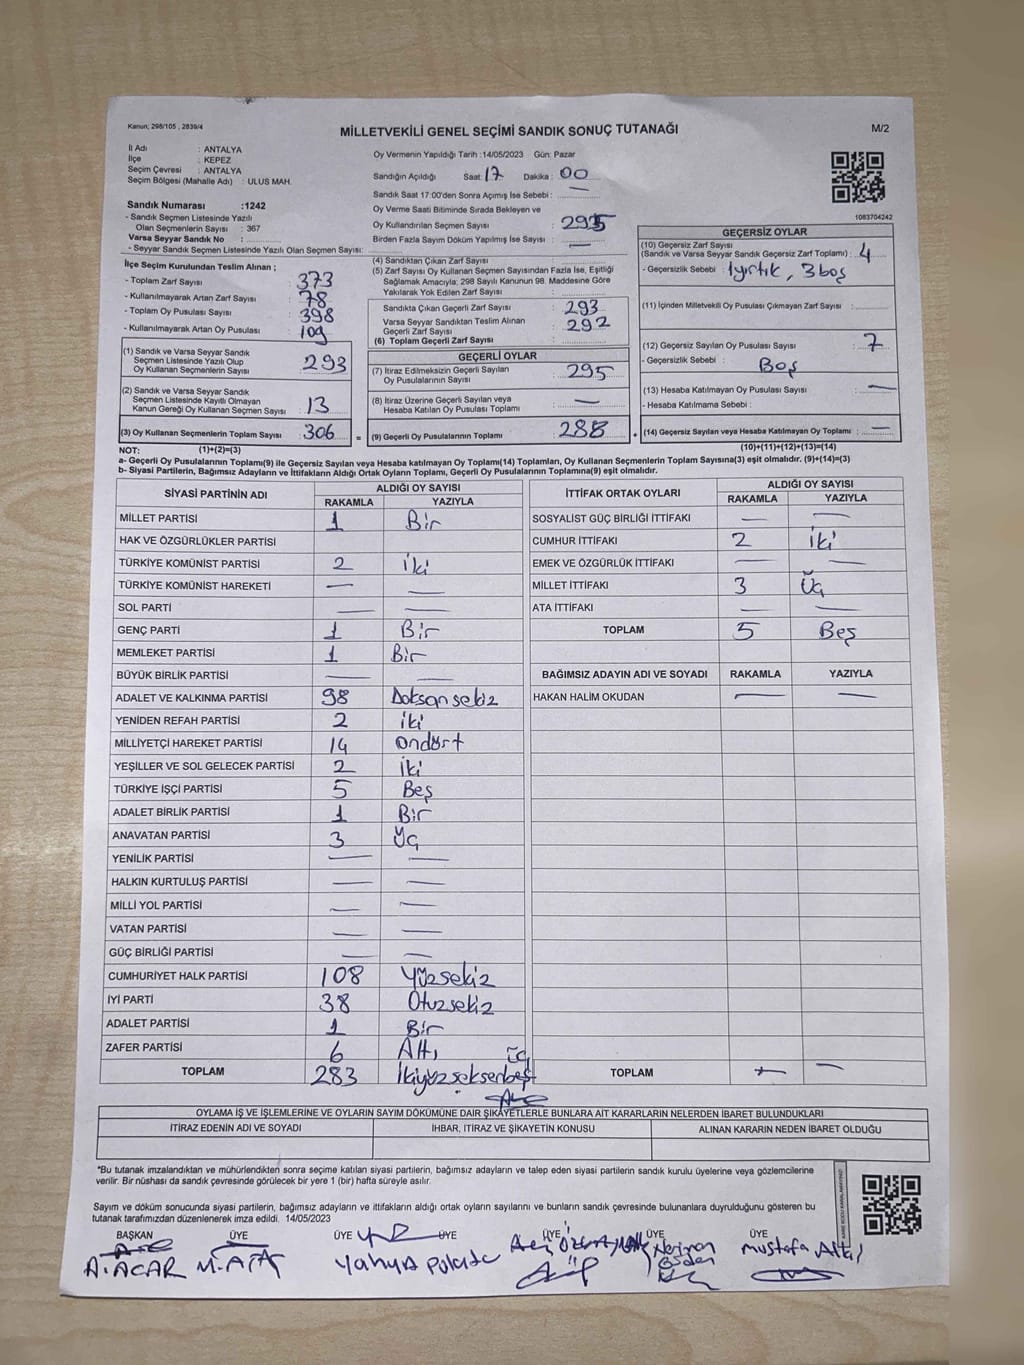 Kanun; 298/105 , 2839/4
MİLLETVEKİLİ GENEL SEÇİMİ SANDIK SONUÇ TUTANAĞI
M/2
İl Adı : ANTALYA
İlçe : KEPEZ
Seçim Çevresi : ANTALYA
Seçim Bölgesi (Mahalle Adı) : ULUS MAH.
Sandık Numarası :1242
- Sandık Seçmen Listesinde Yazılı
Olan Seçmenlerin Sayısı : 367
Varsa Seyyar Sandık No :
- Seyyar Sandık Seçmen Listesinde Yazılı Olan Seçmen Sayısı:
İlçe Seçim Kurulundan Teslim Alınan ;
- Toplam Zarf Sayısı 373
- Kullanılmayarak Artan Zarf Sayısı 78
- Toplam Oy Pusulası Sayısı 398
- Kullanılmayarak Artan Oy Pusulası 109
(1) Sandık ve Varsa Seyyar Sandık
Seçmen Listesinde Yazılı Olup
Oy Kullanan Seçmenlerin Sayısı 293
(2) Sandık ve Varsa Seyyar Sandık
Seçmen Listesinde Kayıtlı Olmayan
Kanun Gereği Oy Kullanan Seçmen Sayısı 13
(3) Oy Kullanan Seçmenlerin Toplam Sayısı 306
Oy Vermenin Yapıldığı Tarih :14/05/2023 Gün: Pazar
Sandığın Açıldığı Saat : 17 Dakika : 00
Sandık Saat 17:00'den Sonra Açılmış İse Sebebi : —
Oy Verme Saati Bitiminde Sırada Bekleyen ve
Oy Kullandırılan Seçmen Sayısı 295
Birden Fazla Sayım Döküm Yapılmış İse Sayısı —
(4) Sandıktan Çıkan Zarf Sayısı
(5) Zarf Sayısı Oy Kullanan Seçmen Sayısından Fazla İse, Eşitliği
Sağlamak Amacıyla; 298 Sayılı Kanunun 98. Maddesine Göre
Yakılarak Yok Edilen Zarf Sayısı
Sandıkta Çıkan Geçerli Zarf Sayısı 293
Varsa Seyyar Sandıktan Teslim Alınan
Geçerli Zarf Sayısı 292
(6) Toplam Geçerli Zarf Sayısı
GEÇERLİ OYLAR
(7) İtiraz Edilmeksizin Geçerli Sayılan
Oy Pusulalarının Sayısı 295
(8) İtiraz Üzerine Geçerli Sayılan veya
Hesaba Katılan Oy Pusulası Toplamı —
= (9) Geçerli Oy Pusulalarının Toplamı 288
1083704242
GEÇERSİZ OYLAR
(10) Geçersiz Zarf Sayısı
(Sandık ve Varsa Seyyar Sandık Geçersiz Zarf Toplamı) : 4
- Geçersizlik Sebebi : 1yırtık, 3boş
(11) İçinden Milletvekili Oy Pusulası Çıkmayan Zarf Sayısı :
(12) Geçersiz Sayılan Oy Pusulası Sayısı : 7
- Geçersizlik Sebebi : Boş
(13) Hesaba Katılmayan Oy Pusulası Sayısı —
- Hesaba Katılmama Sebebi :
+ (14) Geçersiz Sayılan veya Hesaba Katılmayan Oy Toplamı : —
NOT: (1)+(2)=(3) (10)+(11)+(12)+(13)=(14)
a- Geçerli Oy Pusulalarının Toplamı(9) ile Geçersiz Sayılan veya Hesaba katılmayan Oy Toplamı(14) Toplamları, Oy Kullanan Seçmenlerin Toplam Sayısına(3) eşit olmalıdır. (9)+(14)=(3)
b- Siyasi Partilerin, Bağımsız Adayların ve İttifakların Aldığı Ortak Oyların Toplamı, Geçerli Oy Pusulalarının Toplamına(9) eşit olmalıdır.
SİYASİ PARTİNİN ADI ALDIĞI OY SAYISI
RAKAMLA YAZIYLA
MİLLET PARTİSİ 1 Bir
HAK VE ÖZGÜRLÜKLER PARTİSİ
TÜRKİYE KOMÜNİST PARTİSİ 2 iki
TÜRKİYE KOMÜNİST HAREKETİ — —
SOL PARTİ — —
GENÇ PARTİ 1 Bir
MEMLEKET PARTİSİ 1 Bir
BÜYÜK BİRLİK PARTİSİ — —
ADALET VE KALKINMA PARTİSİ 98 Doksansekiz
YENİDEN REFAH PARTİSİ 2 iki
MİLLİYETÇİ HAREKET PARTİSİ 14 ondört
YEŞİLLER VE SOL GELECEK PARTİSİ 2 İki
TÜRKİYE İŞÇİ PARTİSİ 5 Beş
ADALET BİRLİK PARTİSİ 1 Bir
ANAVATAN PARTİSİ 3 Üç
YENİLİK PARTİSİ — —
HALKIN KURTULUŞ PARTİSİ — —
MİLLİ YOL PARTİSİ — —
VATAN PARTİSİ — —
GÜÇ BİRLİĞİ PARTİSİ — —
CUMHURİYET HALK PARTİSİ 108 Yüzsekiz
İYİ PARTİ 38 Otuzsekiz
ADALET PARTİSİ 1 Bir
ZAFER PARTİSİ 6 Altı
TOPLAM 283 İkiyüzseksenbeş üç
İTTİFAK ORTAK OYLARI ALDIĞI OY SAYISI
RAKAMLA YAZIYLA
SOSYALİST GÜÇ BİRLİĞİ İTTİFAKI — —
CUMHUR İTTİFAKI 2 İki
EMEK VE ÖZGÜRLÜK İTTİFAKI — —
MİLLET İTTİFAKI 3 Üç
ATA İTTİFAKI — —
TOPLAM 5 Beş
BAĞIMSIZ ADAYIN ADI VE SOYADI RAKAMLA YAZIYLA
HAKAN HALİM OKUDAN — —
TOPLAM — —
OYLAMA İŞ VE İŞLEMLERİNE VE OYLARIN SAYIM DÖKÜMÜNE DAİR ŞİKAYETLERLE BUNLARA AİT KARARLARIN NELERDEN İBARET BULUNDUKLARI
İTİRAZ EDENİN ADI VE SOYADI İHBAR, İTİRAZ VE ŞİKAYETİN KONUSU ALINAN KARARIN NEDEN İBARET OLDUĞU
*Bu tutanak imzalandıktan ve mühürlendikten sonra seçime katılan siyasi partilerin, bağımsız adayların ve talep eden siyasi partilerin sandık kurulu üyelerine veya gözlemcilerine
verilir. Bir nüshası da sandık çevresinde görülecek bir yere 1 (bir) hafta süreyle asılır.
Sayım ve döküm sonucunda siyasi partilerin, bağımsız adayların ve ittifakların aldığı ortak oyların sayılarını ve bunların sandık çevresinde bulunanlara duyrulduğunu gösteren bu
tutanak tarafımızdan düzenlenerek imza edildi. 14/05/2023
BAŞKAN ÜYE ÜYE ÜYE ÜYE ÜYE ÜYE
A.ACAR M.ATA Yahya Nariman Mustafa